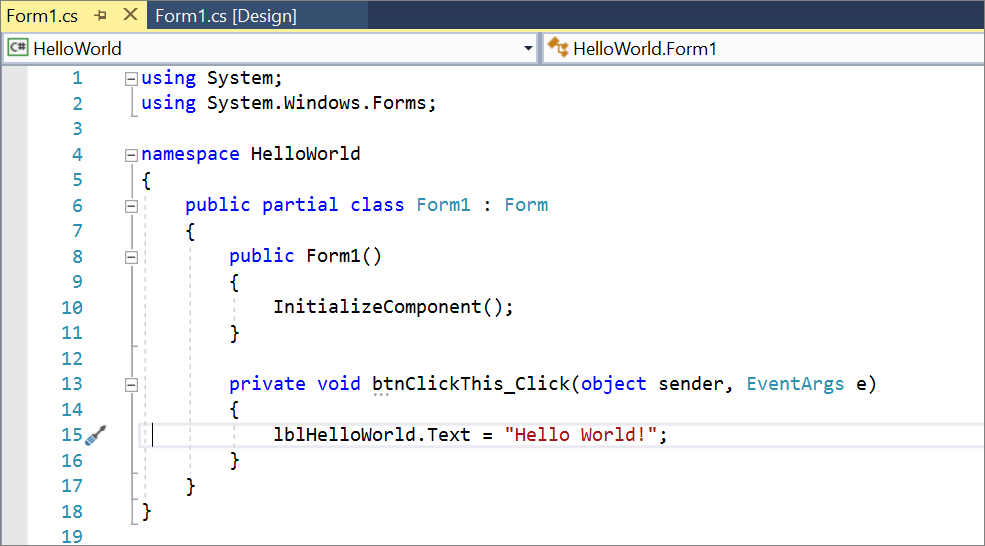 Form1.cs Form1.cs [Design]
C# HelloWorld HelloWorld.Form1
1 using System;
2 using System.Windows.Forms;
3
4 namespace HelloWorld
5 {
6 public partial class Form1 : Form
7 {
8 public Form1()
9 {
10 InitializeComponent();
11 }
12
13 private void btnClickThis_Click(object sender, EventArgs e)
14 {
15 lblHelloWorld.Text = "Hello World!";
16 }
17 }
18 }
19